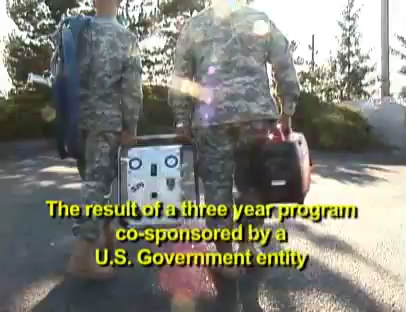 The result of a three year program
co-sponsored by a
U.S. Government entity